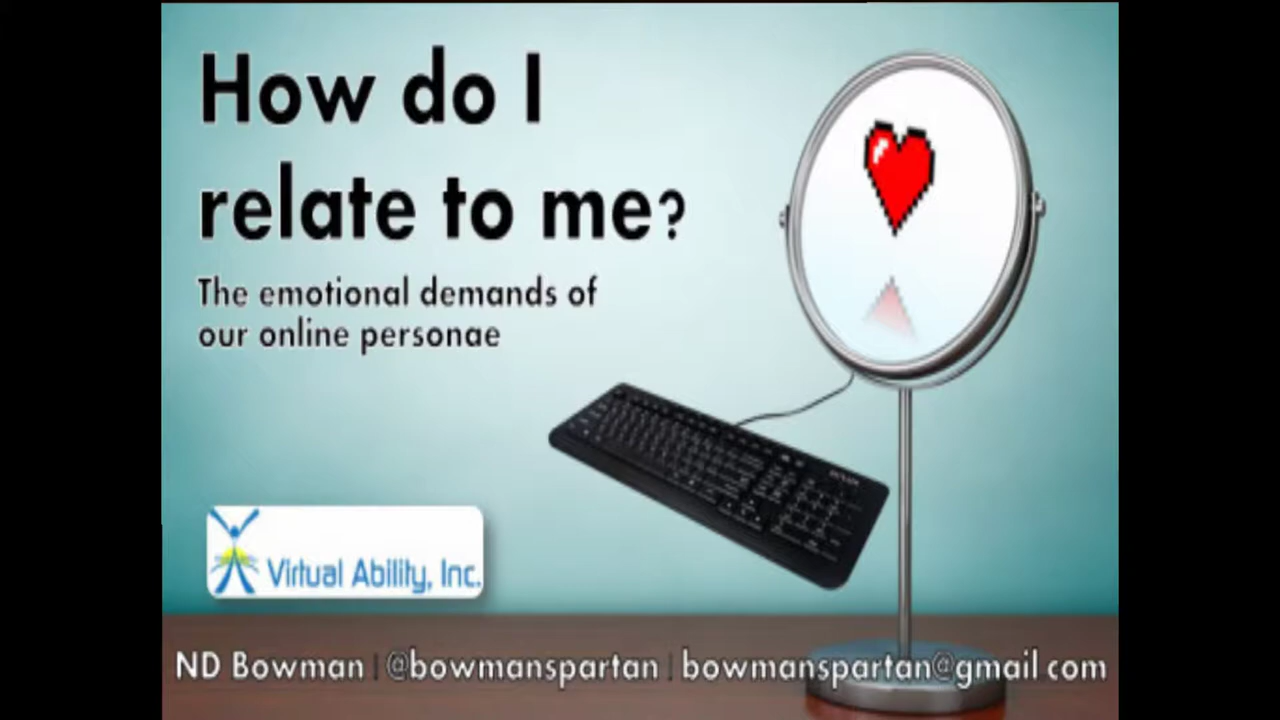 How do I
relate to me?
The emotional demands of
our online personae
Virtual Ability, Inc.
ND Bowman | @bowmanspartan | bowmanspartan@gmail com